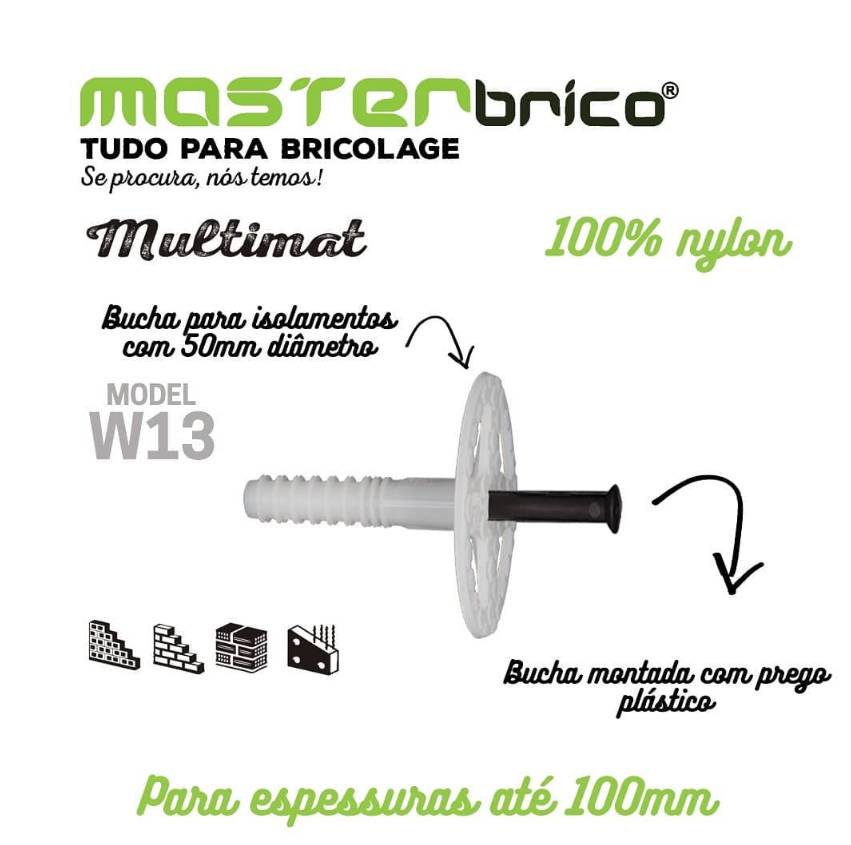 masterbrico®
TUDO PARA BRICOLAGE
Se procura, nós temos!
Multimat
100% nylon
Bucha para isolamentos
com 50mm diâmetro
MODEL
W13
Bucha montada com prego
plástico
Para espessuras até 100mm